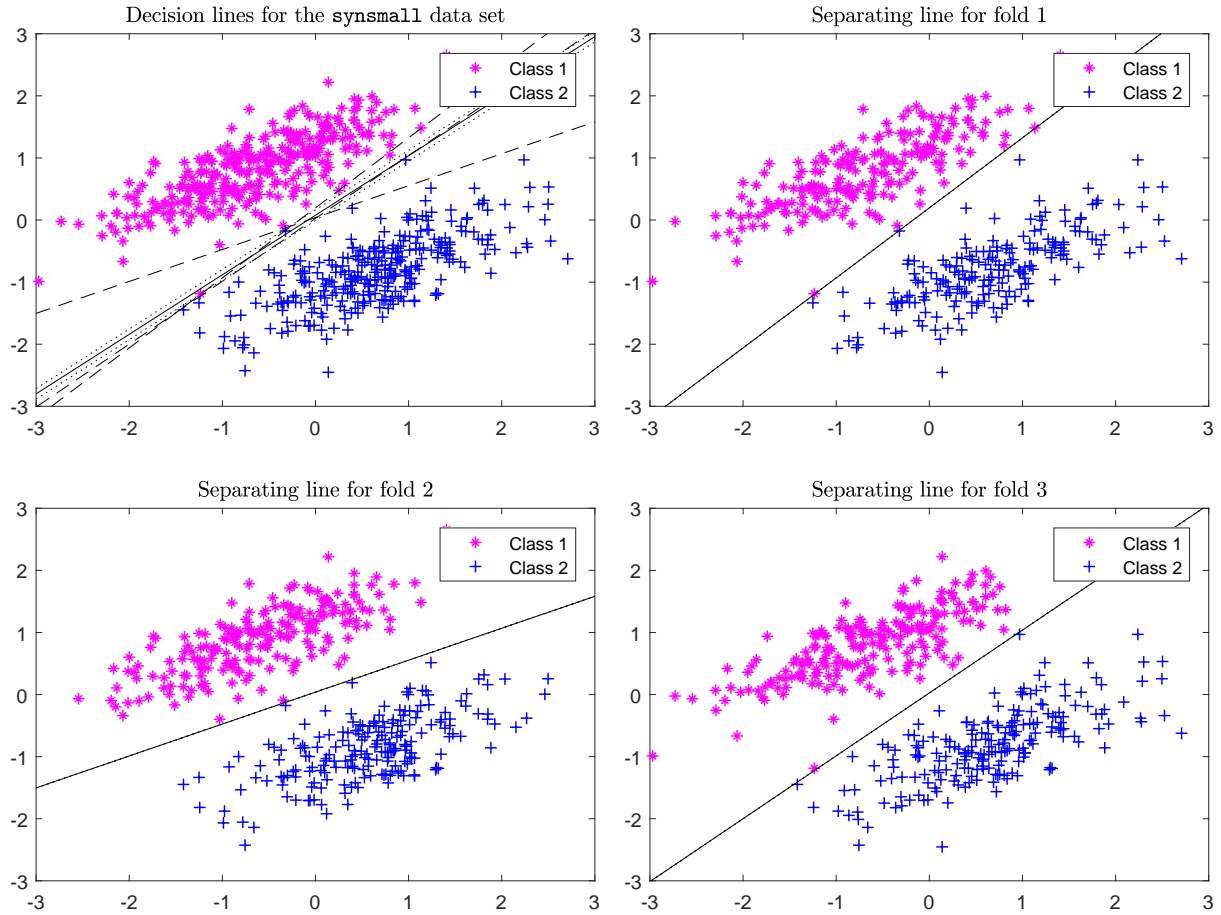 Decision lines for the synsmall data set
3
2
1
0
-1
-2
-3
-3 -2 -1 0 1 2 3
Class 1
Class 2
Separating line for fold 1
3
2
1
0
-1
-2
-3
-3 -2 -1 0 1 2 3
Class 1
Class 2
Separating line for fold 2
3
2
1
0
-1
-2
-3
-3 -2 -1 0 1 2 3
Class 1
Class 2
Separating line for fold 3
3
2
1
0
-1
-2
-3
-3 -2 -1 0 1 2 3
Class 1
Class 2